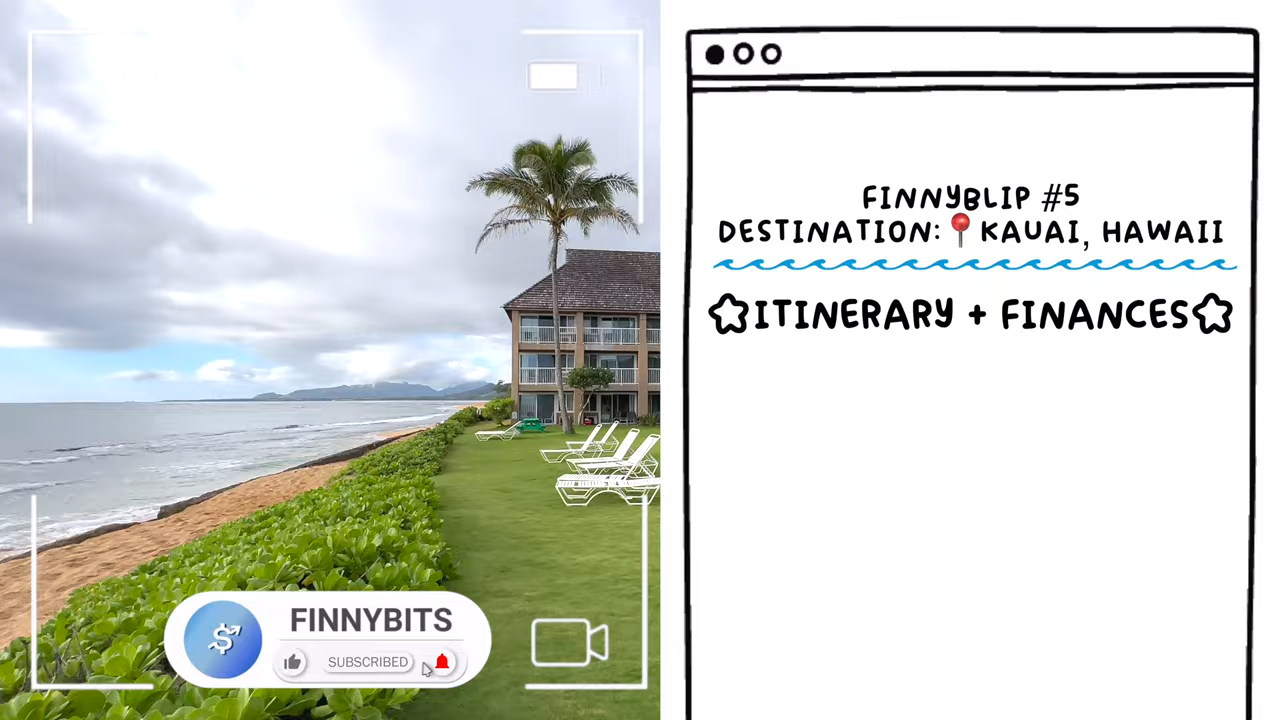 FINNYBLIP #5
DESTINATION:📍KAUAI, HAWAII
ITINERARY + FINANCES
FINNYBITS
SUBSCRIBED